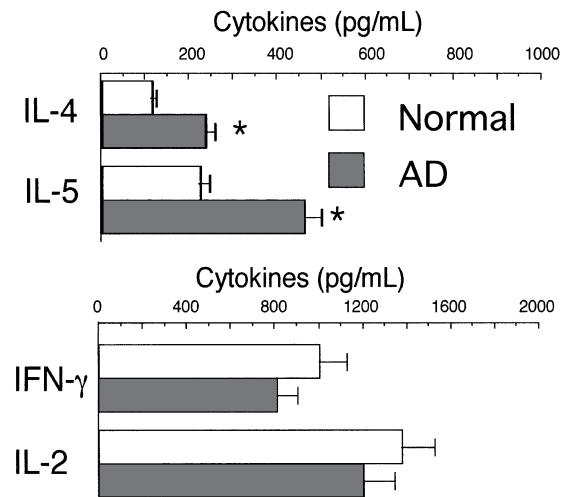 Cytokines (pg/mL)
0 200 400 600 800 1000
IL-4
*
Normal
AD
IL-5
*
Cytokines (pg/mL)
0 400 800 1200 1600 2000
IFN-γ
IL-2